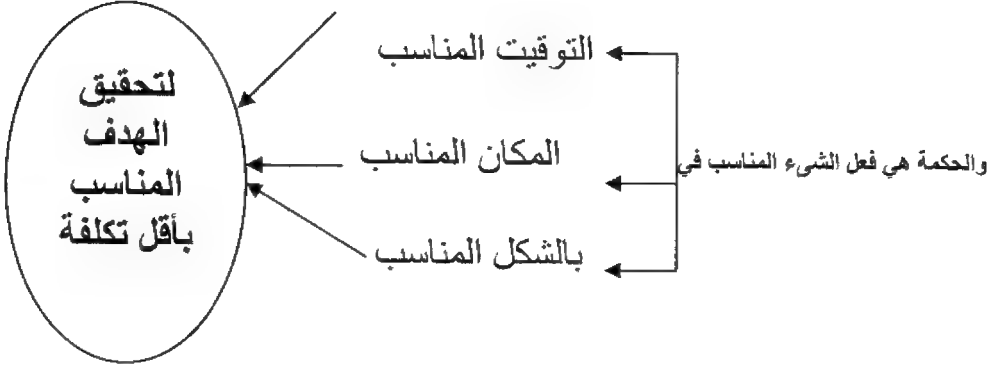 والحكمة هي فعل الشيء المناسب في
التوقيت المناسب
المكان المناسب
بالشكل المناسب
لتحقيق
الهدف
المناسب
بأقل تكلفة